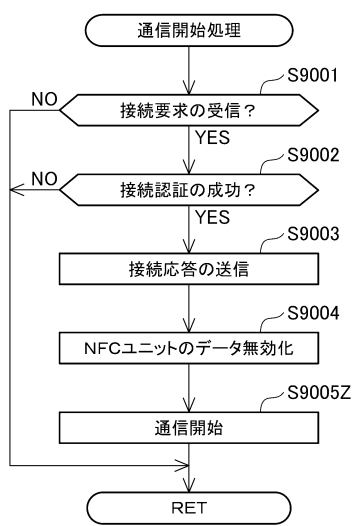 通信開始処理
S9001
接続要求の受信？
NO
YES
S9002
接続認証の成功？
NO
YES
S9003
接続応答の送信
S9004
NFCユニットのデータ無効化
S9005Z
通信開始
RET